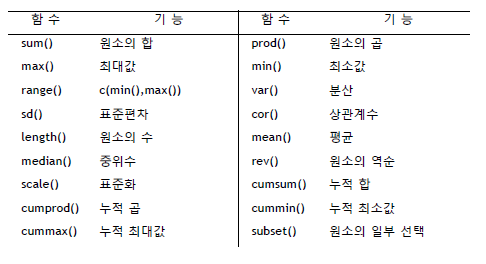 함 수 기 능 함 수 기 능
sum() 원소의 합 prod() 원소의 곱
max() 최대값 min() 최소값
range() c(min(),max()) var() 분산
sd() 표준편차 cor() 상관계수
length() 원소의 수 mean() 평균
median() 중위수 rev() 원소의 역순
scale() 표준화 cumsum() 누적 합
cumprod() 누적 곱 cummin() 누적 최소값
cummax() 누적 최대값 subset() 원소의 일부 선택